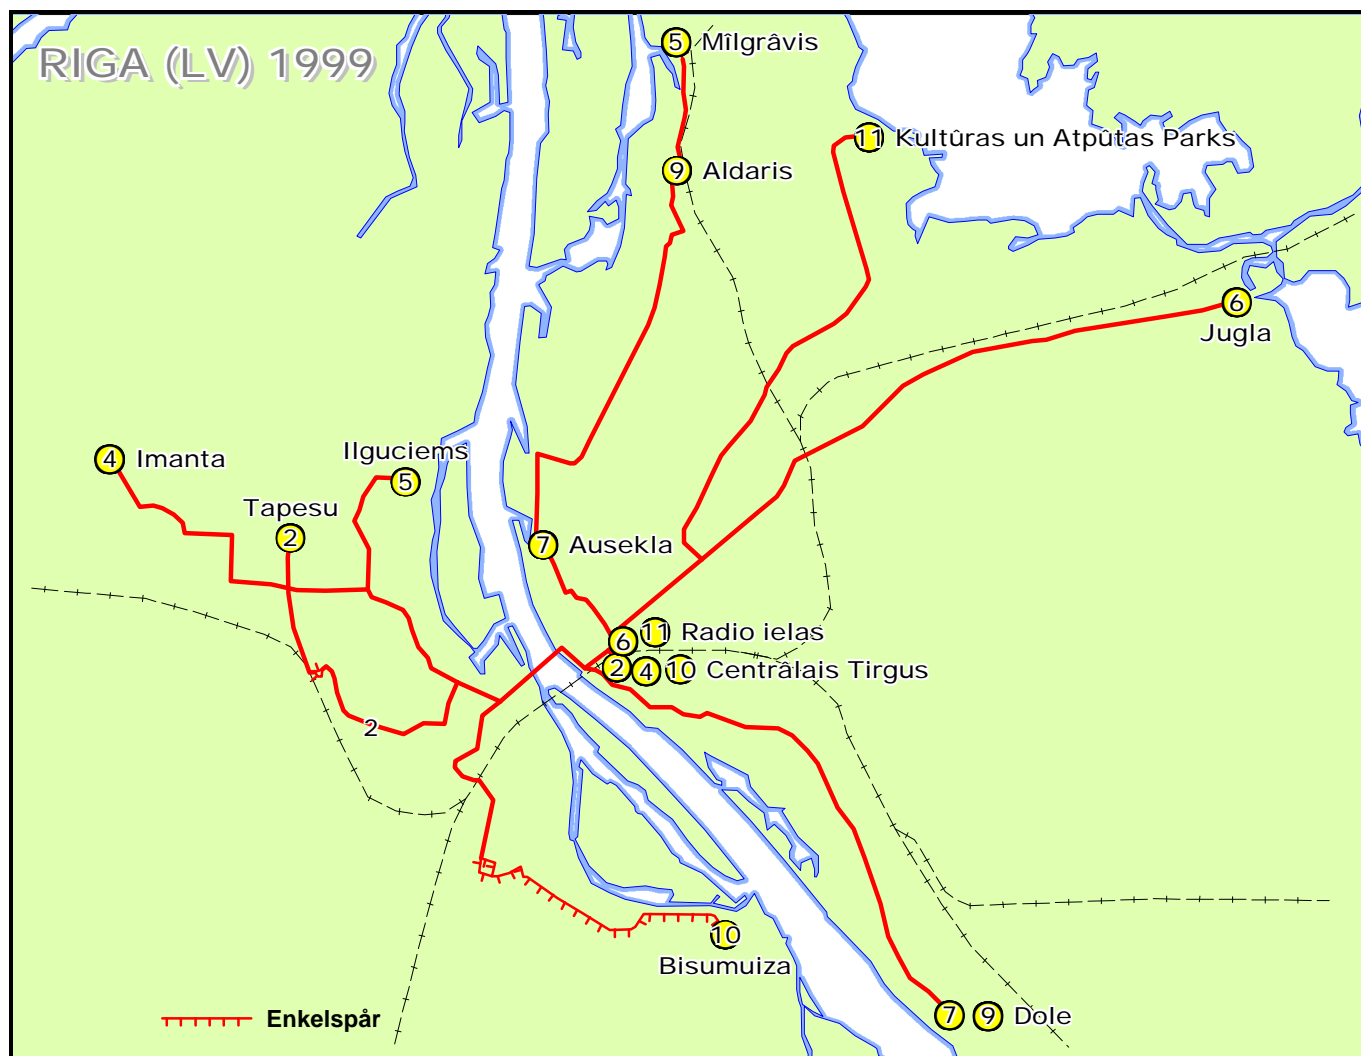 RIGA (LV) 1999
5 Mîlgrâvis
11 Kultûras un Atpûtas Parks
9 Aldaris
6
Jugla
Ilguciems
4 Imanta
5
Tapesu
2
7 Ausekla
6 11 Radio ielas
2 4 10 Centrâlais Tirgus
2
10
Bisumuiza
7 9 Dole
Enkelspår